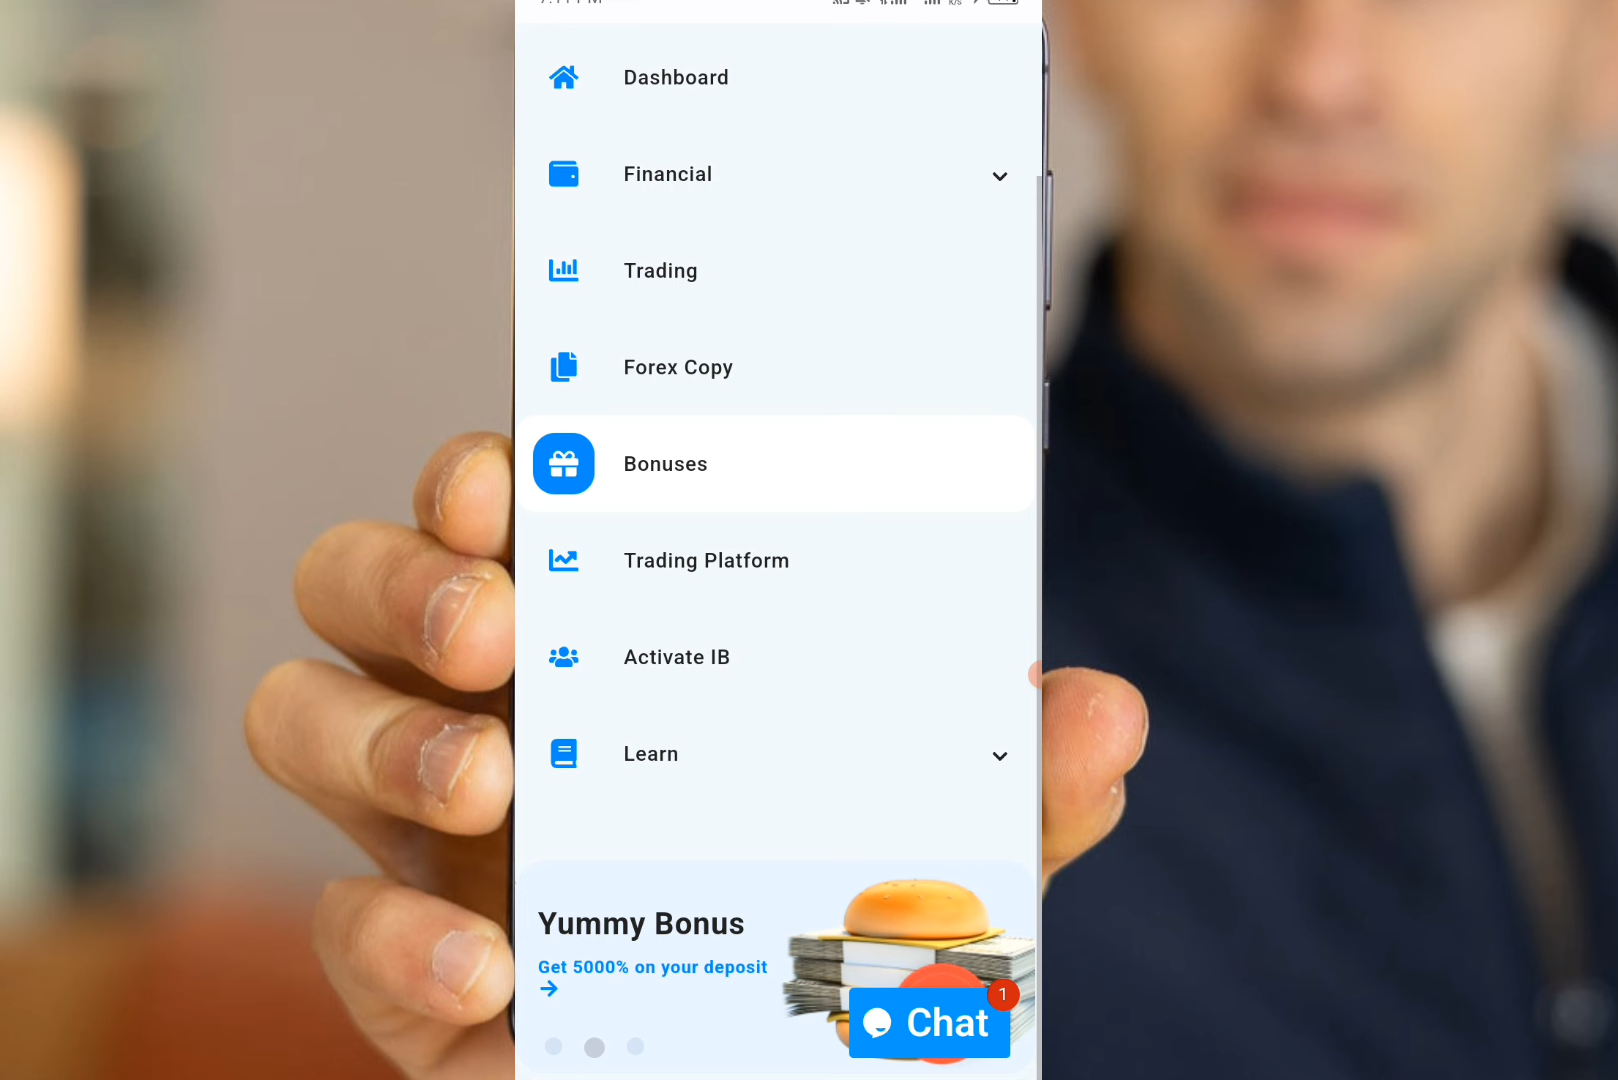 Dashboard
Financial
Trading
Forex Copy
Bonuses
Trading Platform
Activate IB
Learn
Yummy Bonus
Get 5000% on your deposit
1
Chat